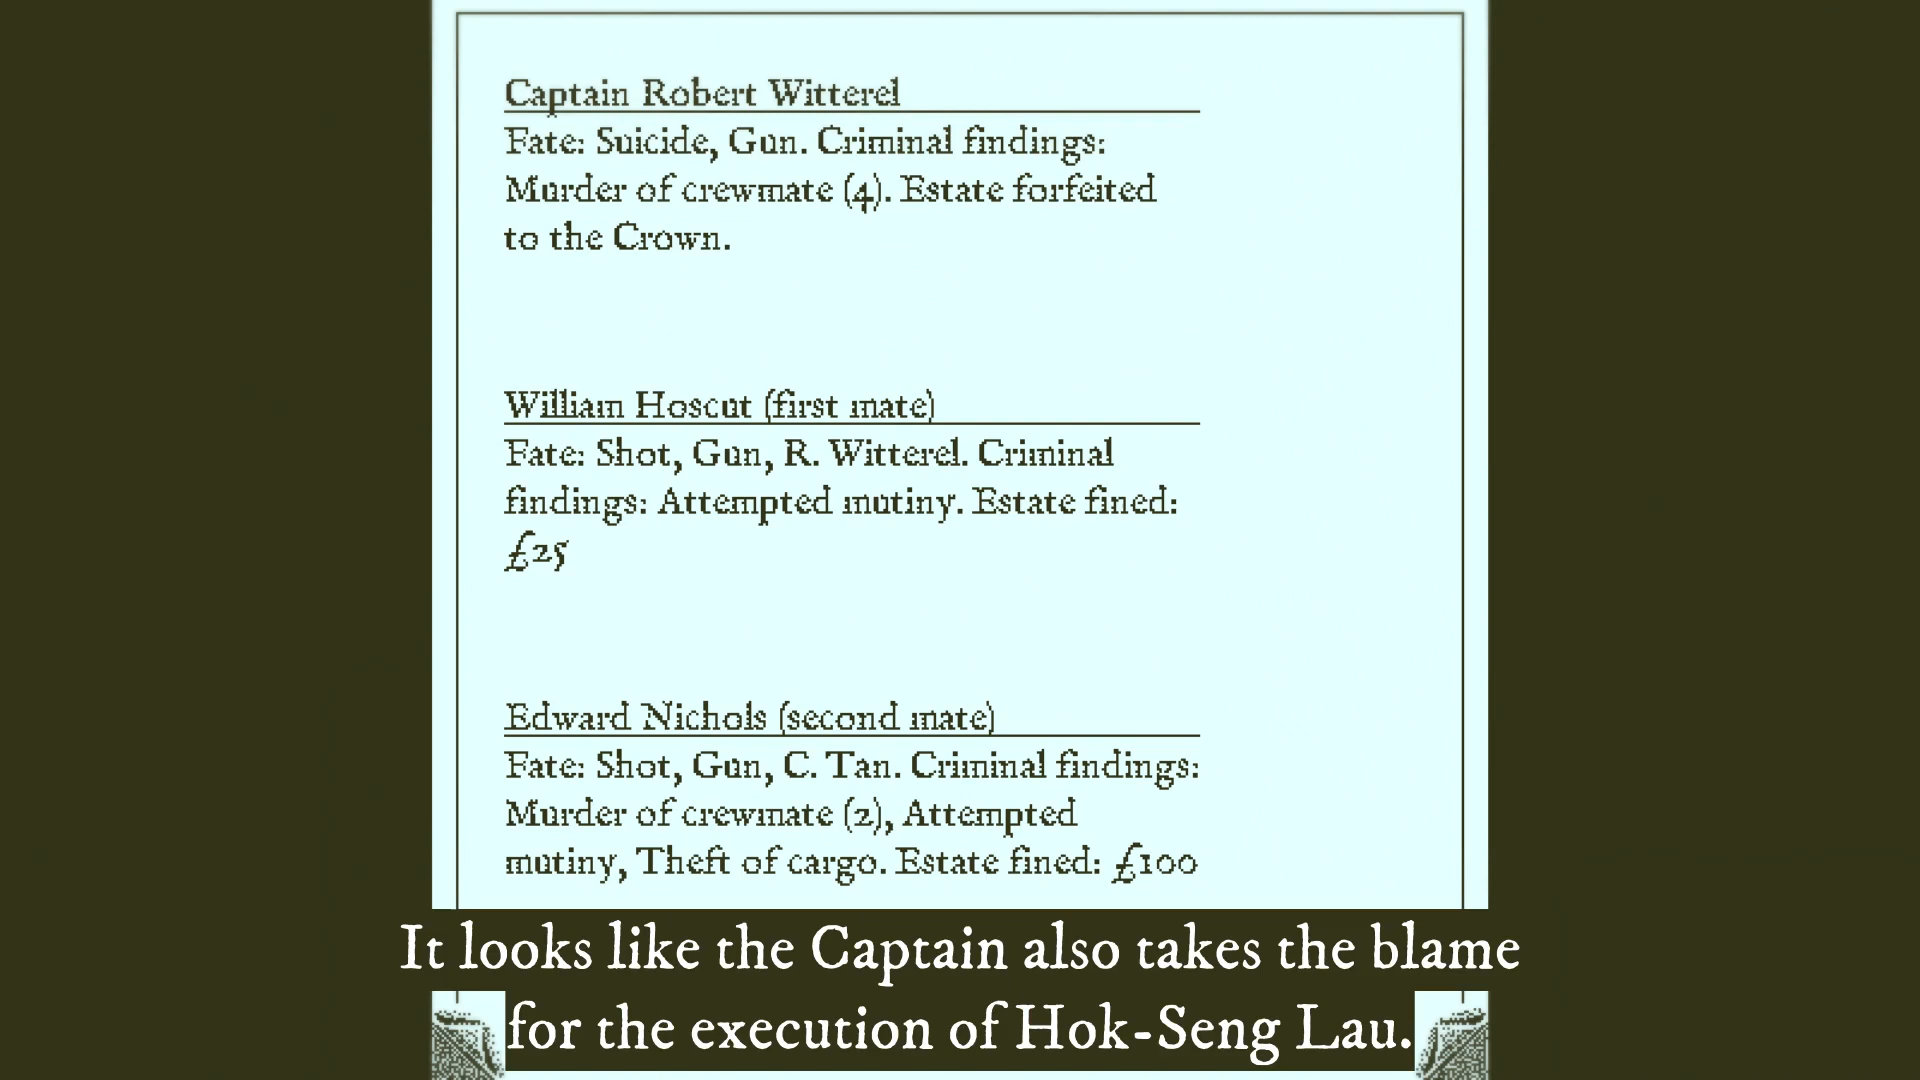 Captain Robert Witterel
Fate: Suicide, Gun. Criminal findings:
Murder of crewmate (4). Estate forfeited
to the Crown.
William Hoscut (first mate)
Fate: Shot, Gun, R. Witterel. Criminal
findings: Attempted mutiny. Estate fined:
£25
Edward Nichols (second mate)
Fate: Shot, Gun, C. Tan. Criminal findings:
Murder of crewmate (2), Attempted
mutiny, Theft of cargo. Estate fined: £100
It looks like the Captain also takes the blame
for the execution of Hok-Seng Lau.